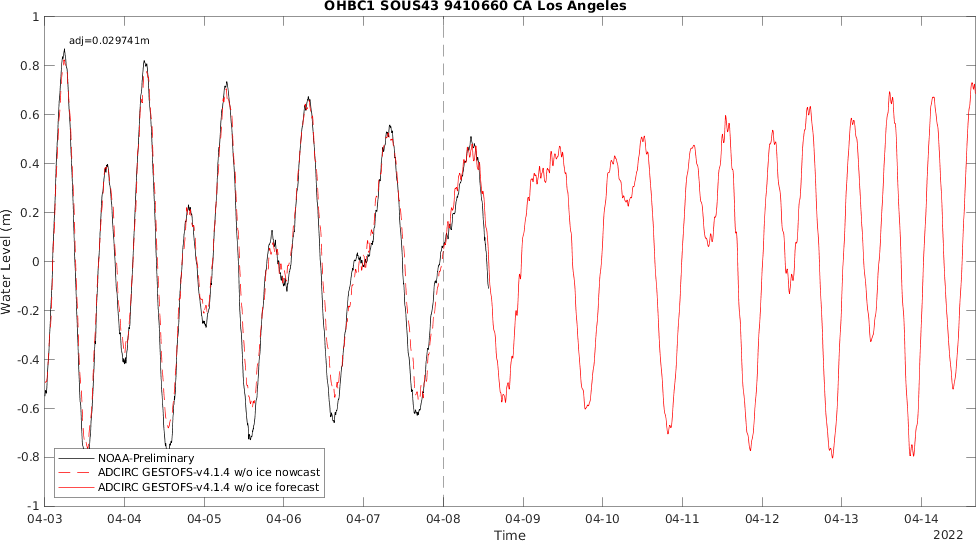 OHBC1 SOUS43 9410660 CA Los Angeles
adj=0.029741m
Water Level (m)
1
0.8
0.6
0.4
0.2
0
-0.2
-0.4
-0.6
-0.8
-1
NOAA-Preliminary
ADCIRC GESTOFS-v4.1.4 w/o ice nowcast
ADCIRC GESTOFS-v4.1.4 w/o ice forecast
04-03 04-04 04-05 04-06 04-07 04-08 04-09 04-10 04-11 04-12 04-13 04-14
Time
2022